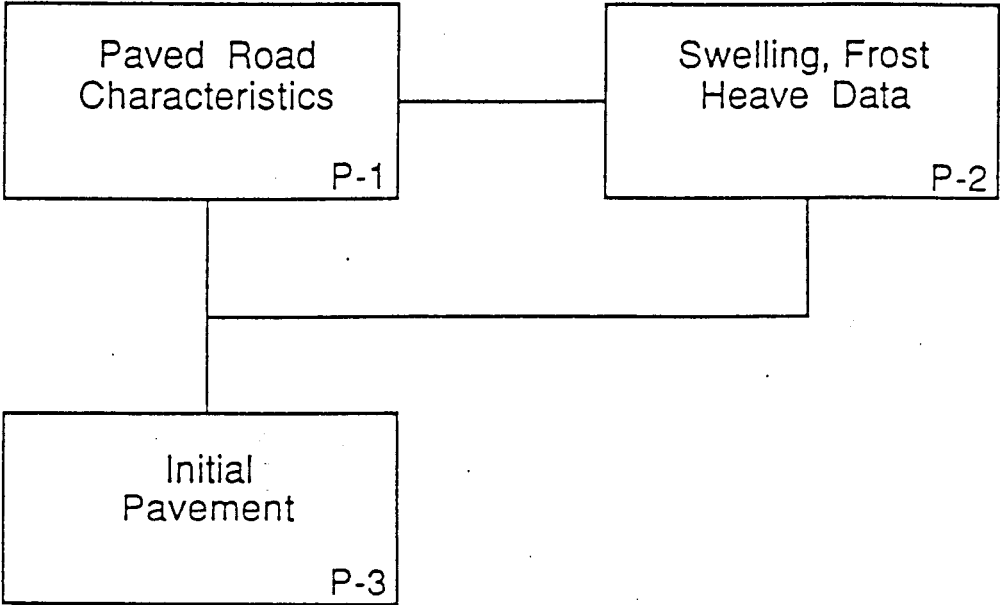 Paved Road
Characteristics
P-1
Swelling, Frost
Heave Data
P-2
Initial
Pavement
P-3